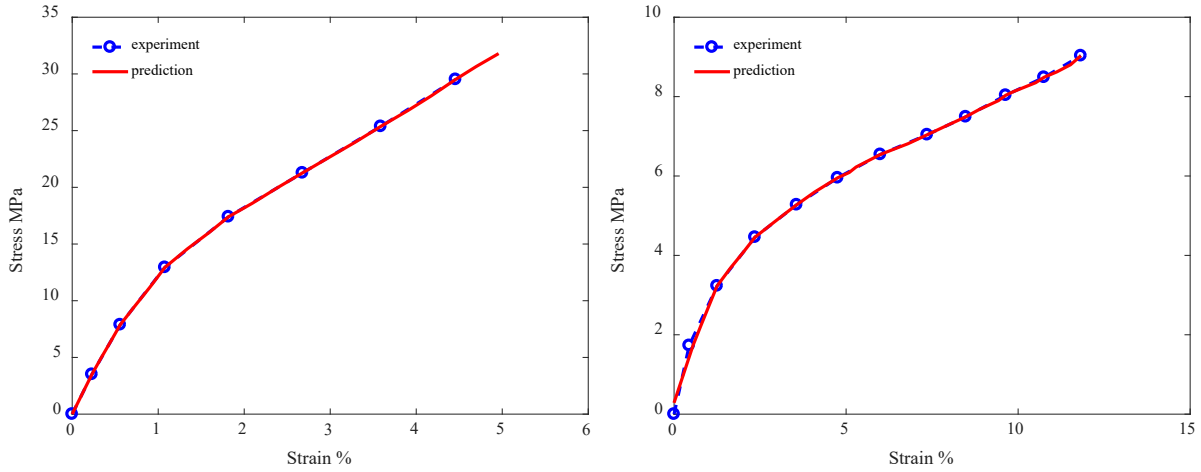 35
30
25
20
15
10
5
0
Stress MPa
experiment
prediction
0 1 2 3 4 5 6
Strain %
10
8
6
4
2
0
Stress MPa
experiment
prediction
0 5 10 15
Strain %